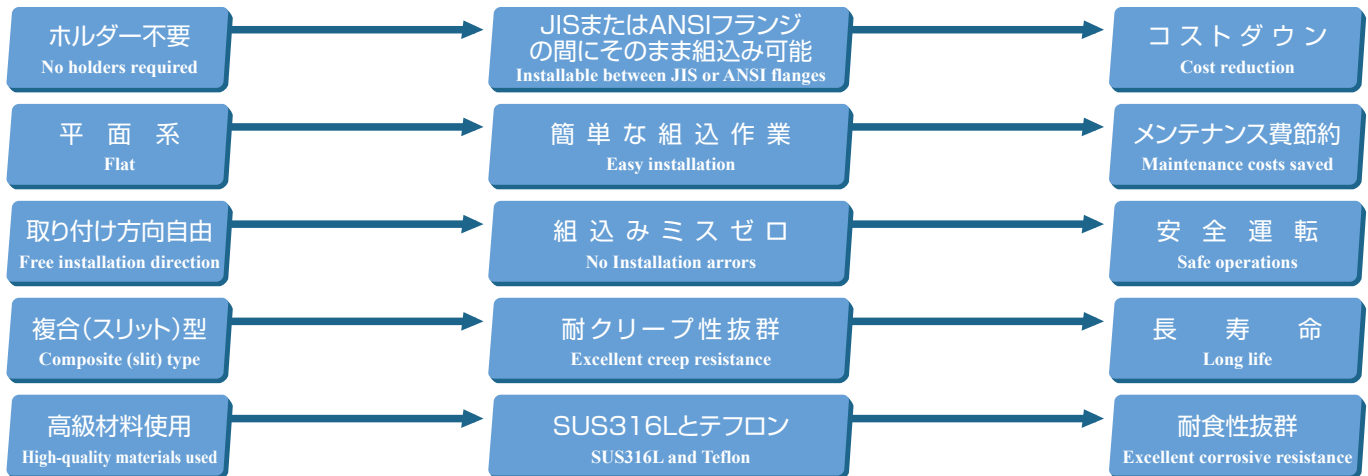 ホルダー不要
No holders required
JISまたはANSIフランジ
の間にそのまま組込み可能
Installable between JIS or ANSI flanges
コストダウン
Cost reduction
平面系
Flat
簡単な組込作業
Easy installation
メンテナンス費節約
Maintenance costs saved
取り付け方向自由
Free installation direction
組込みミスゼロ
No Installation arrors
安全運転
Safe operations
複合(スリット)型
Composite (slit) type
耐クリープ性抜群
Excellent creep resistance
長寿命
Long life
高級材料使用
High-quality materials used
SUS316Lとテフロン
SUS316L and Teflon
耐食性抜群
Excellent corrosive resistance